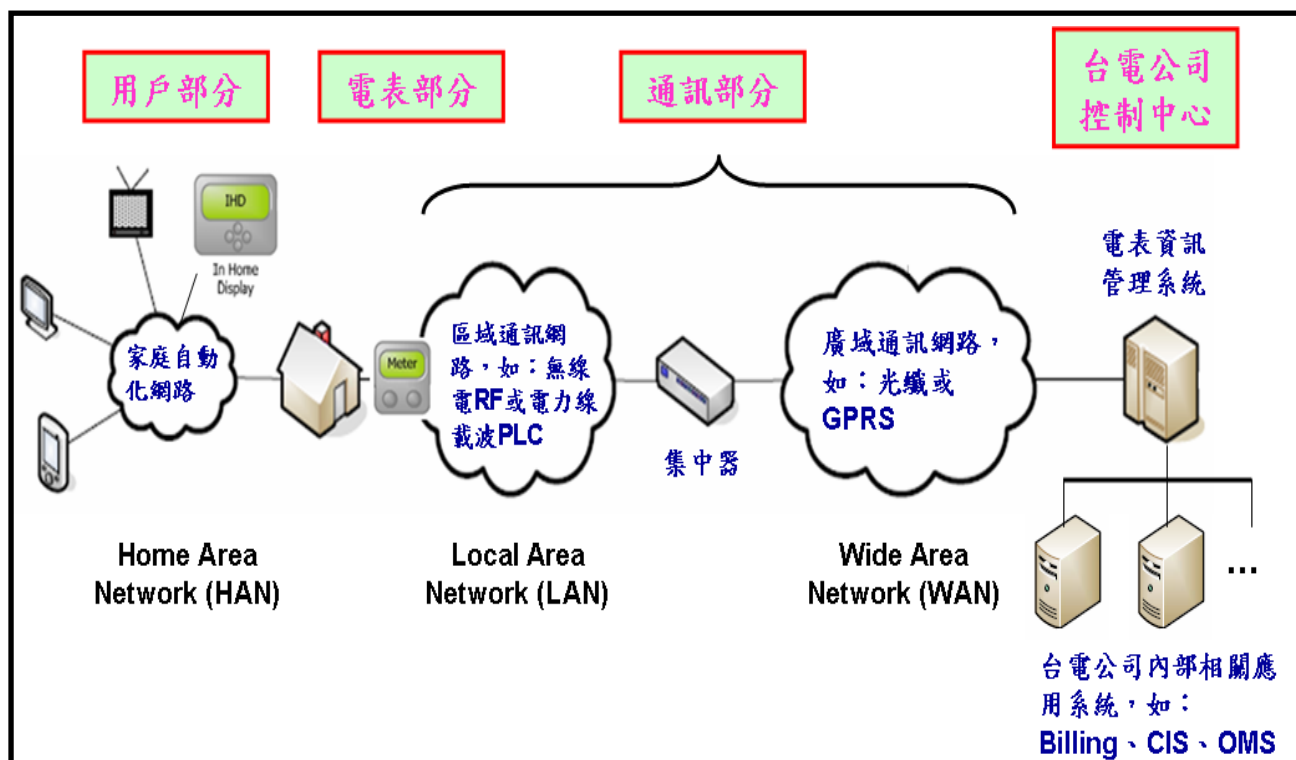 用戶部分
電表部分
通訊部分
台電公司
控制中心
IHD
In Home
Display
家庭自動
化網路
Meter
區域通訊網
路，如：無線
電RF或電力線
載波PLC
集中器
廣域通訊網路，
如：光纖或
GPRS
電表資訊
管理系統
Home Area
Network (HAN)
Local Area
Network (LAN)
Wide Area
Network (WAN)
...
台電公司內部相關應
用系統，如：
Billing、CIS、OMS